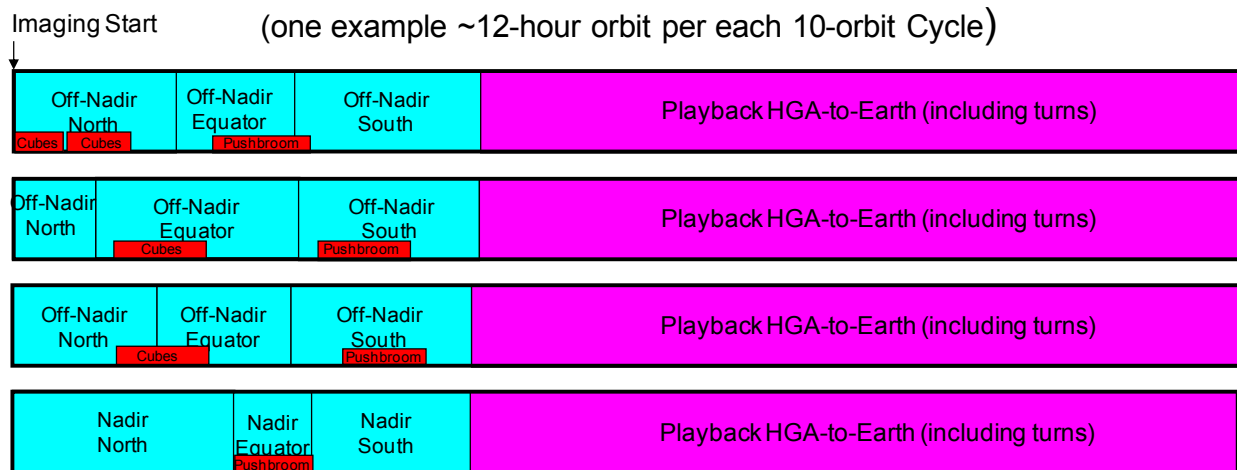 Imaging Start
(one example ~12-hour orbit per each 10-orbit Cycle)
Off-Nadir
North
Off-Nadir
Equator
Off-Nadir
South
Playback HGA-to-Earth (including turns)
Cubes
Cubes
Pushbroom
Off-Nadir
North
Off-Nadir
Equator
Off-Nadir
South
Playback HGA-to-Earth (including turns)
Cubes
Pushbroom
Off-Nadir
North
Off-Nadir
Equator
Off-Nadir
South
Playback HGA-to-Earth (including turns)
Cubes
Pushbroom
Nadir
North
Nadir
Equator
Nadir
South
Playback HGA-to-Earth (including turns)
Pushbroom